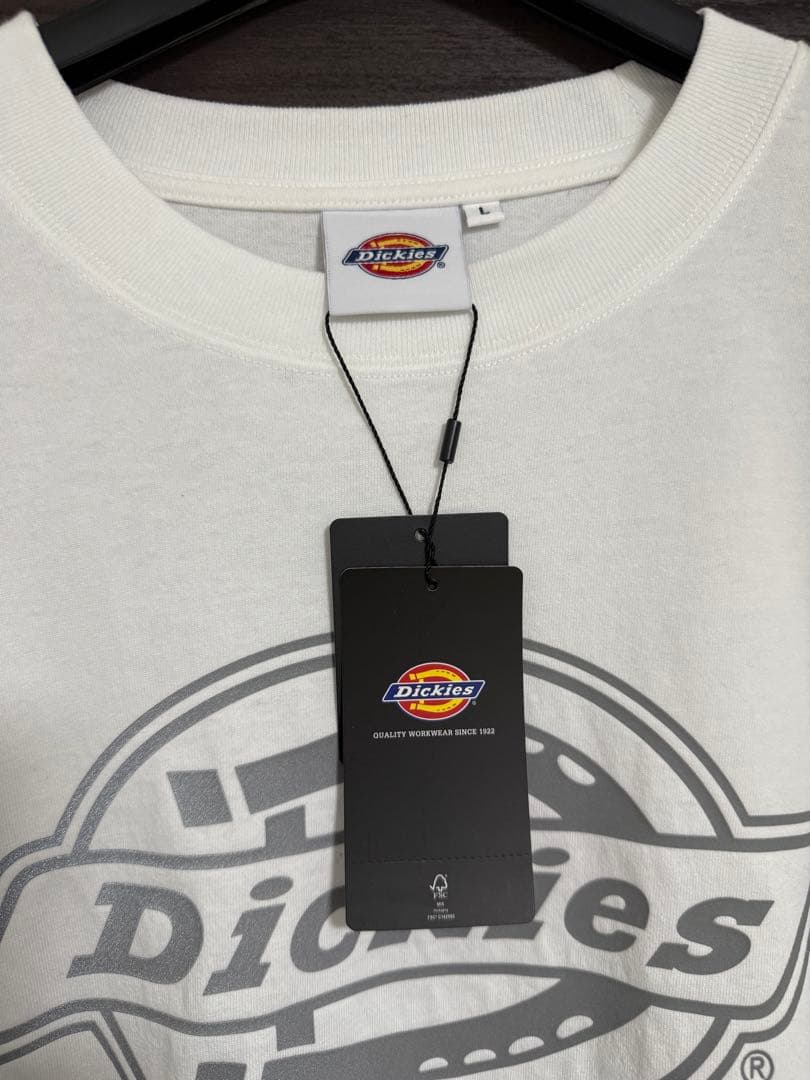 L
Dickies
®
Dickies
®
QUALITY WORKWEAR SINCE 1922
FSC
Dickies
®